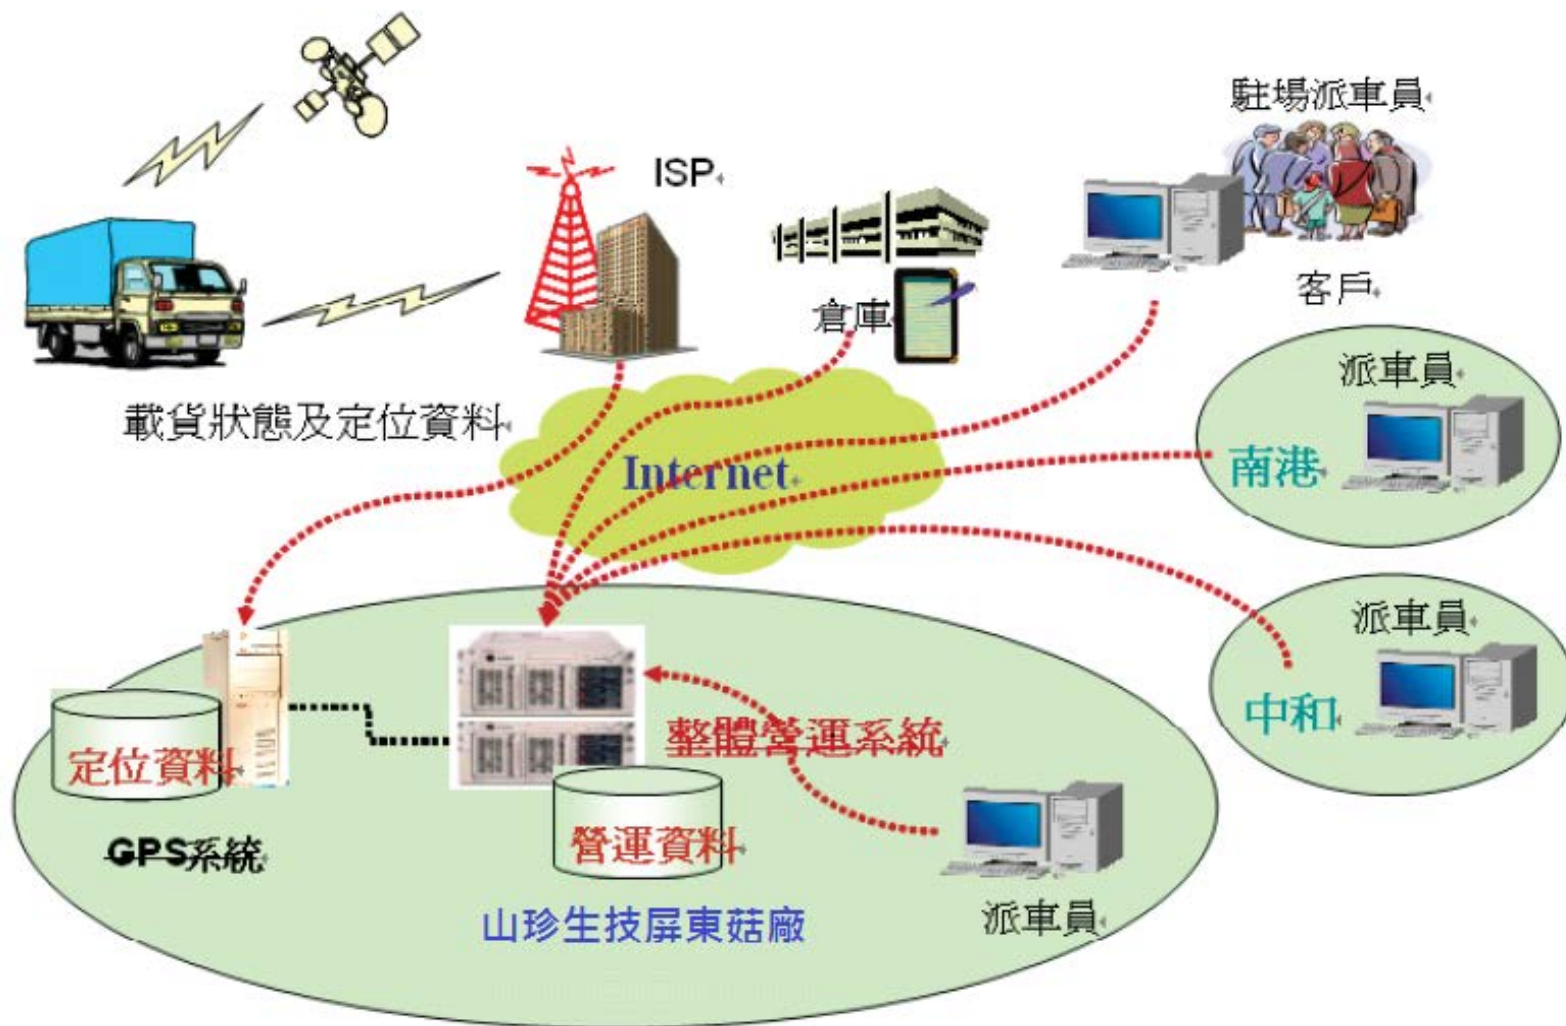 駐場派車員
ISP
客戶
倉庫
派車員
載貨狀態及定位資料
南港
Internet
派車員
中和
整體營運系統
定位資料
營運資料
GPS系統
派車員
山珍生技屏東菇廠